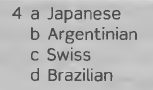 4 a Japanese
b Argentinian
c Swiss
d Brazilian